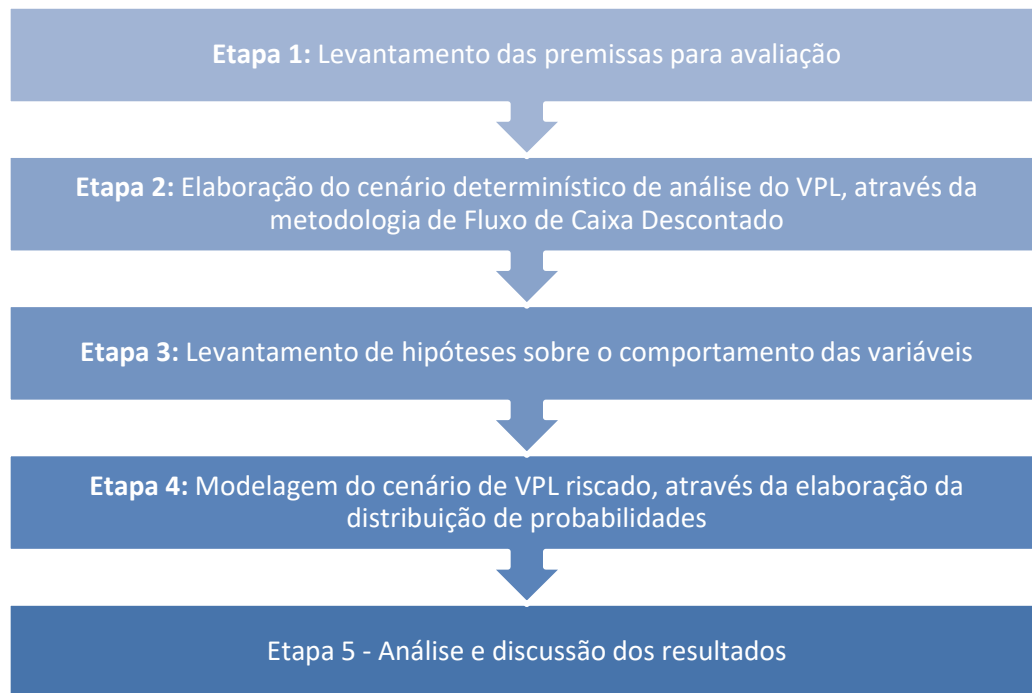 Etapa 1: Levantamento das premissas para avaliação
Etapa 2: Elaboração do cenário determinístico de análise do VPL, através da
metodologia de Fluxo de Caixa Descontado
Etapa 3: Levantamento de hipóteses sobre o comportamento das variáveis
Etapa 4: Modelagem do cenário de VPL riscado, através da elaboração da
distribuição de probabilidades
Etapa 5 - Análise e discussão dos resultados